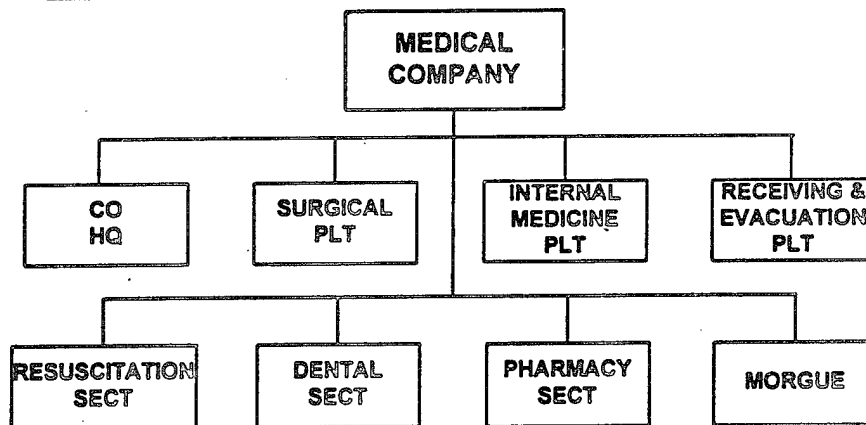 MEDICAL
COMPANY
CO
HQ
SURGICAL
PLT
INTERNAL
MEDICINE
PLT
RECEIVING &
EVACUATION
PLT
RESUSCITATION
SECT
DENTAL
SECT
PHARMACY
SECT
MORGUE